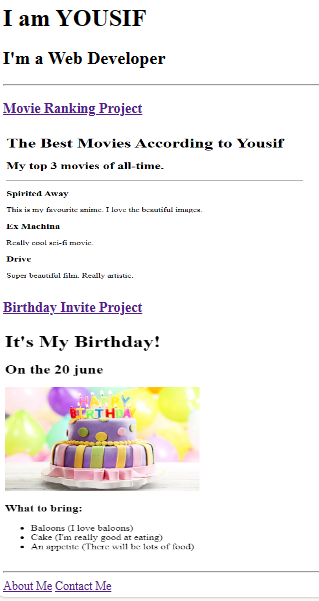 I am YOUSIF
I'm a Web Developer
Movie Ranking Project
The Best Movies According to Yousif
My top 3 movies of all-time.
Spirited Away
This is my favourite anime. I love the beautiful images.
Ex Machina
Really cool sci-fi movie.
Drive
Super beautiful film. Really artistic.
Birthday Invite Project
It's My Birthday!
On the 20 june
HAPPY
BIRTHDAY
What to bring:
Baloons (I love baloons)
Cake (I'm really good at eating)
An appetite (There will be lots of food)
About Me Contact Me